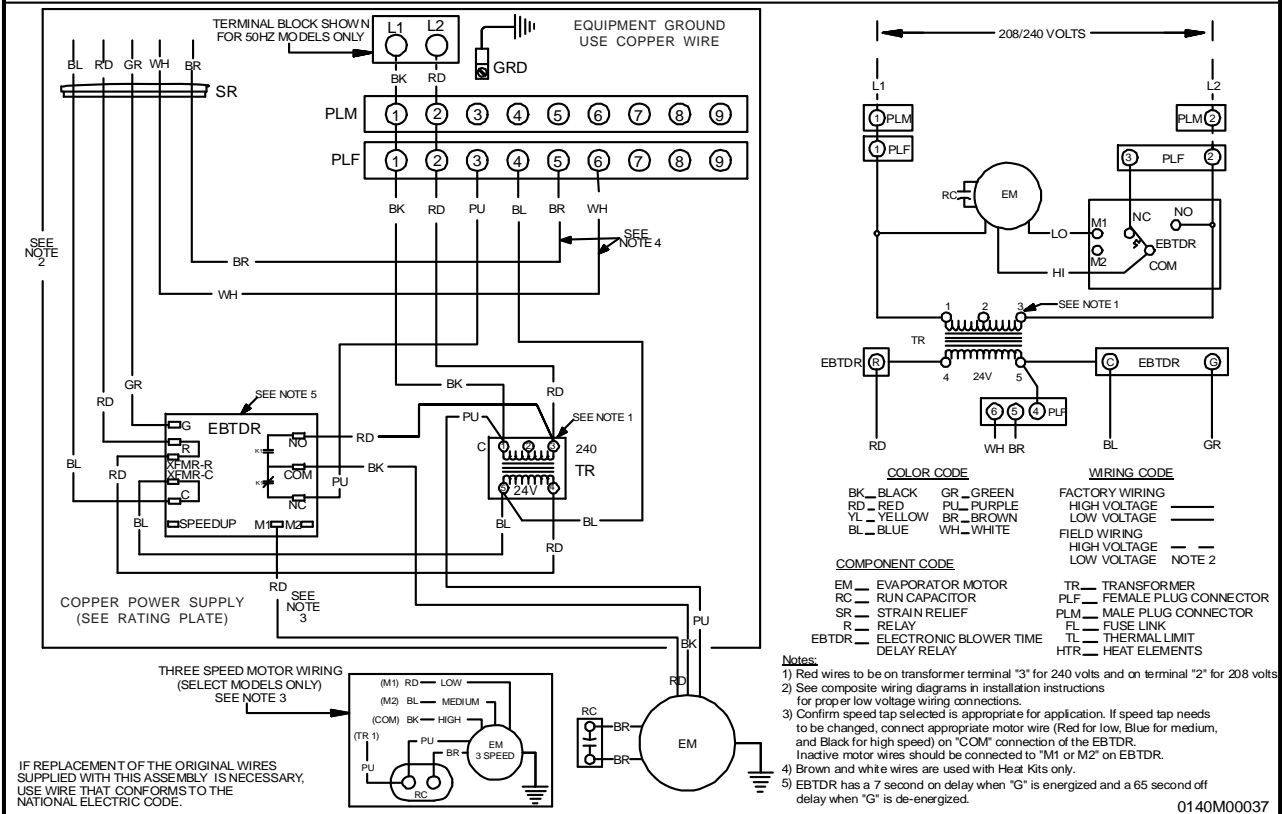 TERMINAL BLOCK SHOWN
FOR 50HZ MODELS ONLY
L1 L2
EQUIPMENT GROUND
USE COPPER WIRE
GRD
BL RD GR WH BR
SR
BK RD
PLM 1 2 3 4 5 6 7 8 9
PLF 1 2 3 4 5 6 7 8 9
BK RD PU BL BR WH
SEE
NOTE
2
SEE
NOTE 4
BR
WH
GR
RD
BL
RD
BL
SEE NOTE 5
EBTDR
G
R
XFMR-R
XFMR-C
C
SPEEDUP
M1 M2
K1
K1
NO
COM
NC
RD
BK
PU
BK
PU
RD
SEE NOTE 1
C 1 2 3 240
TR
24V
5 4
BL
BL
RD
RD
SEE
NOTE
3
COPPER POWER SUPPLY
(SEE RATING PLATE)
PU
BK
RD
THREE SPEED MOTOR WIRING
(SELECT MODELS ONLY)
SEE NOTE 3
(M1) RD LOW
(M2) BL MEDIUM
(COM) BK HIGH
(TR 1)
PU
PU
BR
EM
3 SPEED
RC
RC
BR
BR
EM
IF REPLACEMENT OF THE ORIGINAL WIRES
SUPPLIED WITH THIS ASSEMBLY IS NECESSARY,
USE WIRE THAT CONFORMS TO THE
NATIONAL ELECTRIC CODE.
208/240 VOLTS
L1 L2
1 PLM
PLM 2
1 PLF
3 PLF 2
RC
EM
LO
HI
M1
M2
NC
NO
EBTDR
COM
1 2 3
SEE NOTE 1
TR
4 24V 5
EBTDR R
C EBTDR G
6 5 4 PLF
RD
WH BR
BL
GR
COLOR CODE
BK BLACK GR GREEN
RD RED PU PURPLE
YL YELLOW BR BROWN
BL BLUE WH WHITE
WIRING CODE
FACTORY WIRING
HIGH VOLTAGE
LOW VOLTAGE
FIELD WIRING
HIGH VOLTAGE
LOW VOLTAGE NOTE 2
COMPONENT CODE
EM EVAPORATOR MOTOR
RC RUN CAPACITOR
SR STRAIN RELIEF
R RELAY
EBTDR ELECTRONIC BLOWER TIME
DELAY RELAY
TR TRANSFORMER
PLF FEMALE PLUG CONNECTOR
PLM MALE PLUG CONNECTOR
FL FUSE LINK
TL THERMAL LIMIT
HTR HEAT ELEMENTS
Notes:
1) Red wires to be on transformer terminal "3" for 240 volts and on terminal "2" for 208 volts
2) See composite wiring diagrams in installation instructions
for proper low voltage wiring connections.
3) Confirm speed tap selected is appropriate for application. If speed tap needs
to be changed, connect appropriate motor wire (Red for low, Blue for medium,
and Black for high speed) on "COM" connection of the EBTDR.
Inactive motor wires should be connected to "M1 or M2" on EBTDR.
4) Brown and white wires are used with Heat Kits only.
5) EBTDR has a 7 second on delay when "G" is energized and a 65 second off
delay when "G" is de-energized.
0140M00037